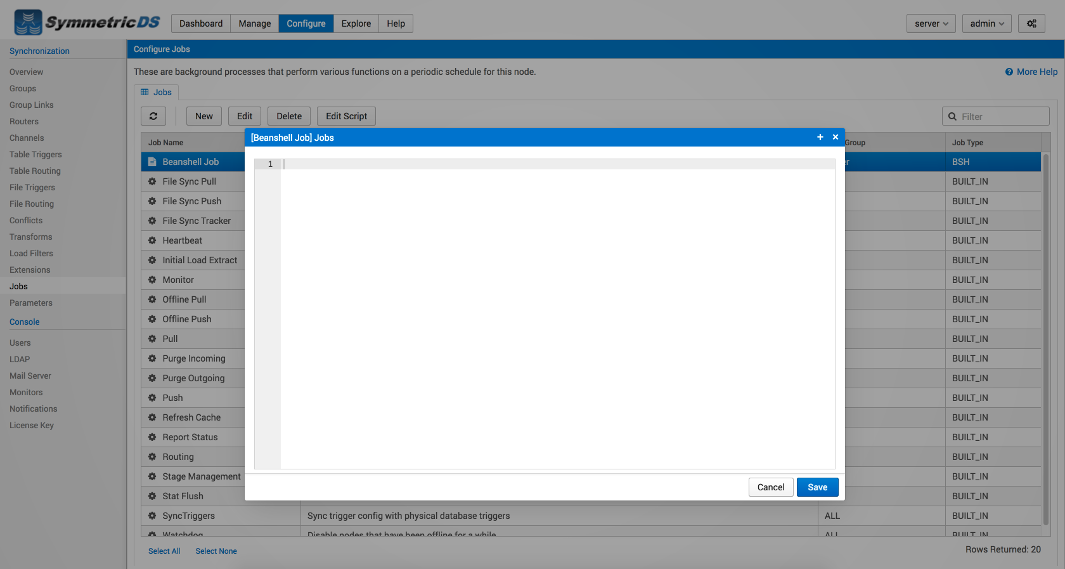 SymmetricDS Dashboard Manage Configure Explore Help server admin
Synchronization
Overview
Groups
Group Links
Routers
Channels
Table Triggers
Table Routing
File Triggers
File Routing
Conflicts
Transforms
Load Filters
Extensions
Jobs
Parameters
Console
Users
LDAP
Mail Server
Monitors
Notifications
License Key
Configure Jobs
These are background processes that perform various functions on a periodic schedule for this node. More Help
Jobs
New Edit Delete Edit Script Filter
Job Name Group Job Type
[Beanshell Job] Jobs
1
Cancel Save
Beanshell Job BSH
File Sync Pull BUILT_IN
File Sync Push BUILT_IN
File Sync Tracker BUILT_IN
Heartbeat BUILT_IN
Initial Load Extract BUILT_IN
Monitor BUILT_IN
Offline Pull BUILT_IN
Offline Push BUILT_IN
Pull BUILT_IN
Purge Incoming BUILT_IN
Purge Outgoing BUILT_IN
Push BUILT_IN
Refresh Cache BUILT_IN
Report Status BUILT_IN
Routing BUILT_IN
Stage Management BUILT_IN
Stat Flush BUILT_IN
SyncTriggers Sync trigger config with physical database triggers ALL BUILT_IN
Watchdog Disable nodes that have been offline for a while ALL BUILT_IN
Select All Select None Rows Returned: 20